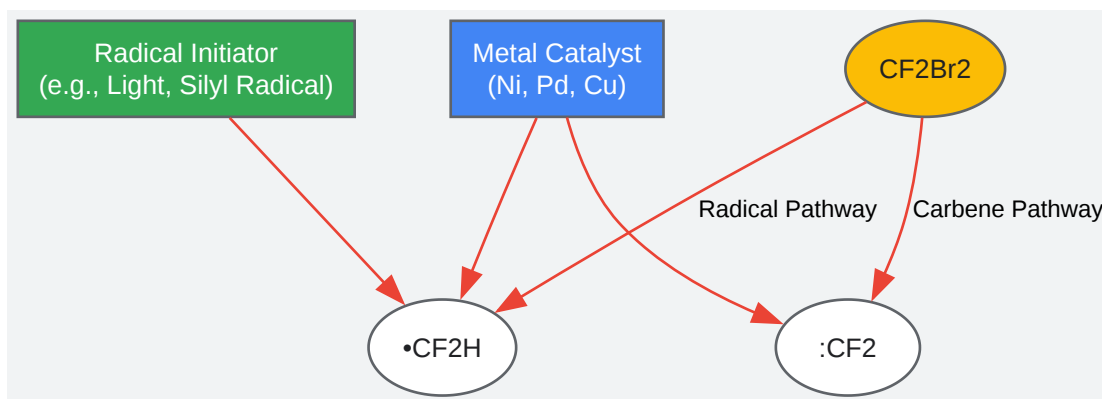 Radical Initiator
(e.g., Light, Silyl Radical)
Metal Catalyst
(Ni, Pd, Cu)
CF2Br2
Radical Pathway
Carbene Pathway
•CF2H
:CF2